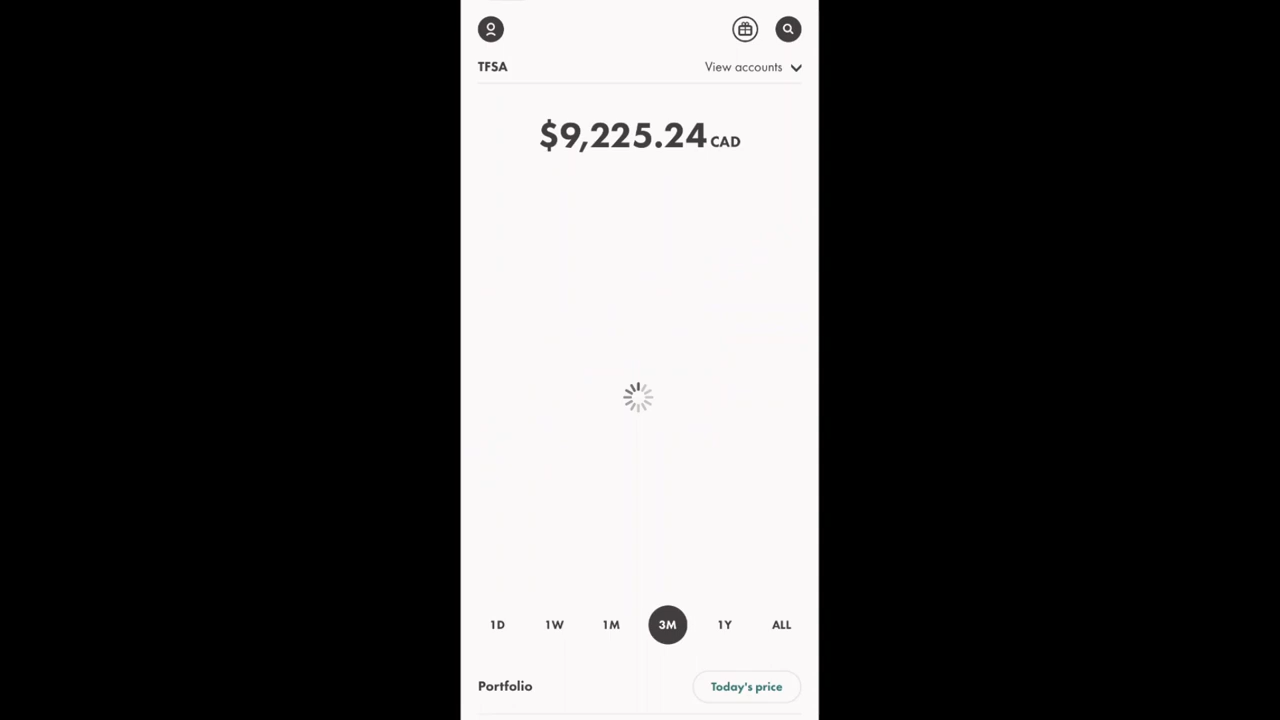 TFSA View accounts
$9,225.24 CAD
1D 1W 1M 3M 1Y ALL
Portfolio Today's price